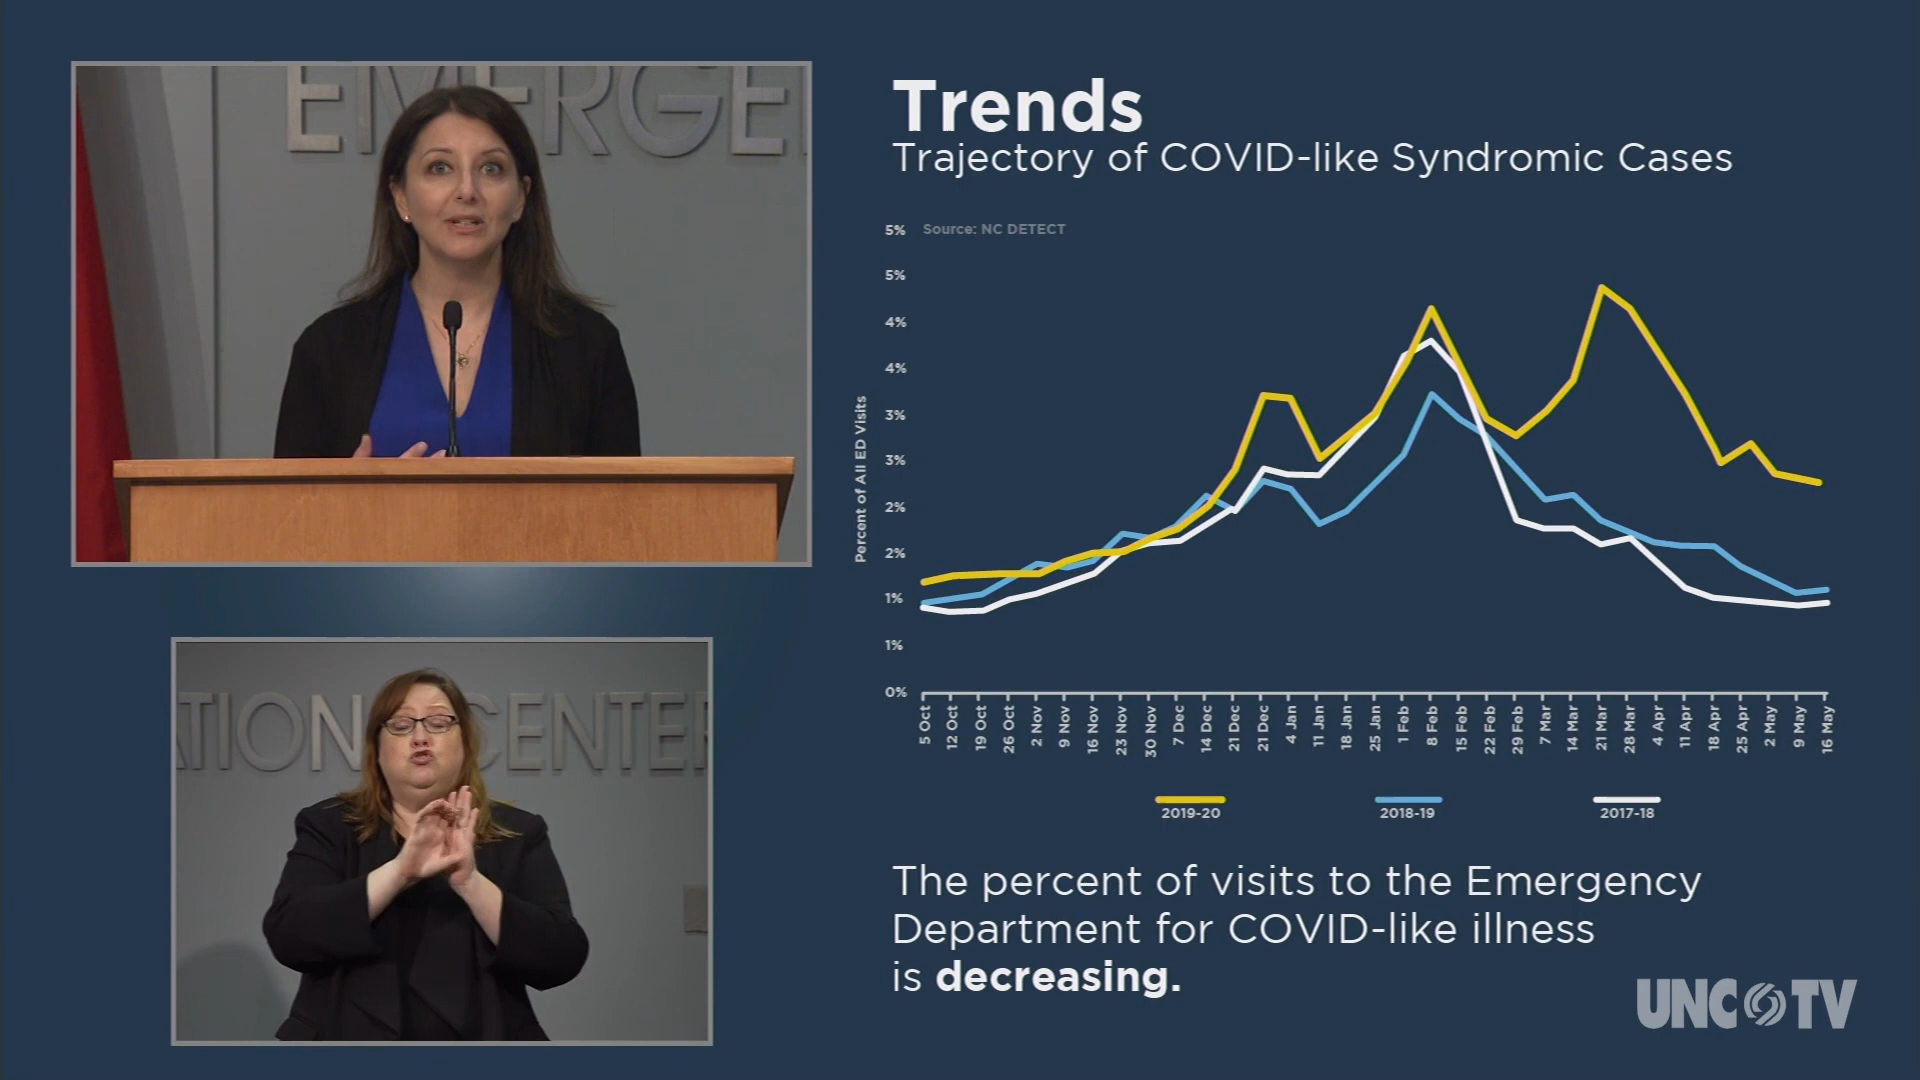 EMERGE
Trends
Trajectory of COVID-like Syndromic Cases
Source: NC DETECT
Percent of All ED Visits
5%
5%
4%
4%
3%
3%
2%
2%
1%
1%
0%
5 Oct
12 Oct
19 Oct
26 Oct
2 Nov
9 Nov
16 Nov
23 Nov
30 Nov
7 Dec
14 Dec
21 Dec
21 Dec
4 Jan
11 Jan
18 Jan
25 Jan
1 Feb
8 Feb
15 Feb
22 Feb
29 Feb
7 Mar
14 Mar
21 Mar
28 Mar
4 Apr
11 Apr
18 Apr
25 Apr
2 May
9 May
16 May
2019-20
2018-19
2017-18
ATION CENTER
The percent of visits to the Emergency
Department for COVID-like illness
is decreasing.
UNC TV